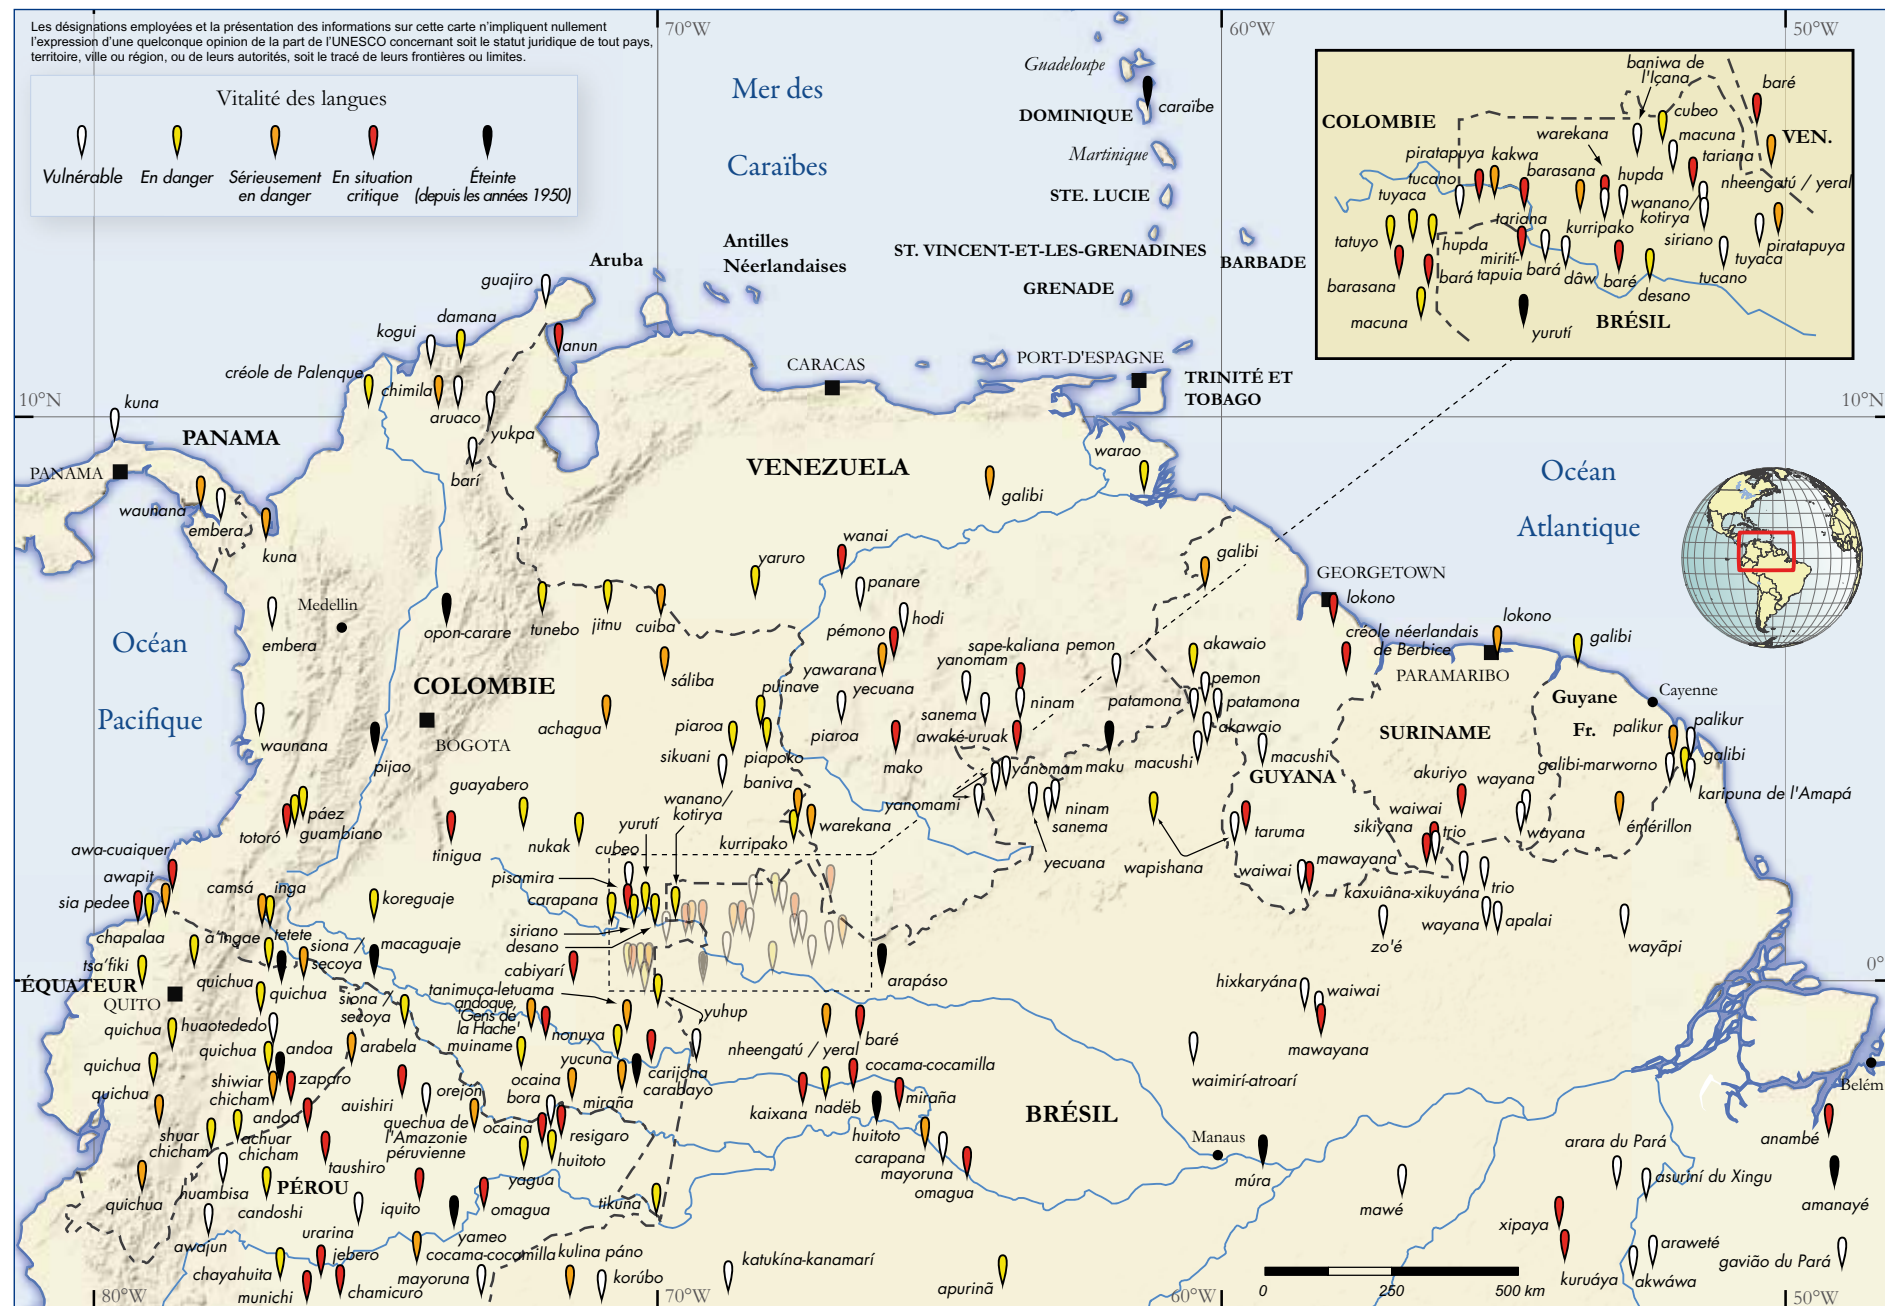 Les désignations employées et la présentation des informations sur cette carte n'impliquent nullement
l'expression d'une quelconque opinion de la part de l'UNESCO concernant soit le statut juridique de tout pays,
territoire, ville ou région, ou de leurs autorités, soit le tracé de leurs frontières ou limites.
Vitalité des langues
Vulnérable
En danger
Sérieusement
en danger
En situation
critique
Éteinte
(depuis les années 1950)
70°W
60°W
50°W
Mer des
Caraïbes
Guadeloupe
caraïbe
DOMINIQUE
Martinique
STE. LUCIE
ST. VINCENT-ET-LES-GRENADINES
BARBADE
GRENADE
Antilles
Néerlandaises
Aruba
COLOMBIE
baniwa de
l'Içana
baré
cubeo
warekana
macuna
VEN.
piratapuya
kakwa
barasana
hupda
tariana
tucano
tuyaca
nheengatú / yeral
wanano/
kotirya
tatuyo
hupda
tariana
kurripako
siriano
piratapuya
mirití-
tapuia
bará
bará
dâw
baré
tuyaca
tucano
barasana
desano
macuna
yurutí
BRÉSIL
guajiro
damana
kogui
anun
créole de Palenque
chimila
aruaco
yukpa
barí
CARACAS
PORT-D'ESPAGNE
TRINITÉ ET
TOBAGO
10°N
10°N
kuna
PANAMA
PANAMA
waunana
embera
kuna
VENEZUELA
warao
galibi
Océan
Atlantique
wanai
yaruro
panare
galibi
GEORGETOWN
lokono
Medellin
embera
opon-carare
tunebo
jitnu
cuiba
hodi
pémono
yawarana
sape-kaliana
pemon
akawaio
créole néerlandais
de Berbice
lokono
PARAMARIBO
galibi
Océan
Pacifique
COLOMBIE
sáliba
puinave
yecuana
yanomam
pemon
patamona
patamona
Guyane
Fr.
Cayenne
palikur
palikur
achagua
piaroa
piaroa
sanema
ninam
awaké-uruak
akawaio
SURINAME
waunana
BOGOTA
pijao
sikuani
piapoko
mako
maku
macushi
macushi
GUYANA
galibi-marworno
galibi
karipuna de l'Amapá
guayabero
baniva
yanomam
yanomami
ninam
sanema
akuriyo
wayana
wayana
émérillon
páez
guambiano
totoró
tinigua
nukak
wanano/
kotirya
yurutí
cubeo
kurripako
warekana
yecuana
wapishana
taruma
waiwai
sikiyana
trio
awa-cuaiquer
awapit
sia pedee
camsá
inga
koreguaje
pisamira
carapana
siriano
desano
waiwai
mawayana
kaxuiâna-xikuyána
trio
wayana
apalai
zo'é
wayãpi
chapalaa
a'ingae
tetete
siona /
secoya
macaguaje
cabiyarí
arapáso
tsa'fiki
ÉQUATEUR
QUITO
0°
quichua
quichua
siona /
secoya
tanimuca-letuama
andoque
'Gens de
la Hache'
yuhup
hixkaryána
waiwai
mawayana
quichua
huaotededo
quichua
andoa
arabela
muiname
nonuya
yucuna
nheengatú / yeral
baré
quichua
shiwiar
chicham
zaparo
auishiri
orejón
ocaina
bora
miraña
carijona
carabayo
cocama-cocamilla
waimirí-atroarí
Belém
quichua
andoa
quechua de
l'Amazonie
péruvienne
ocaina
resigaro
kaixana
nadëb
miraña
huitoto
BRÉSIL
Manaus
múra
anambé
shuar
chicham
achuar
chicham
taushiro
yagua
huitoto
carapana
mayoruna
omagua
arara du Pará
asuriní du Xingu
amanayé
quichua
huambisa
candoshi
PÉROU
urarina
iquito
omagua
yameo
tikuna
mawé
xipaya
awajun
chayahuita
jebero
munichi
chamicuro
cocama-cocamilla
mayoruna
kulina páno
korúbo
katukína-kanamarí
apurinã
kuruáya
akwáwa
araweté
gavião du Pará
0
250
500 km
80°W
70°W
60°W
50°W